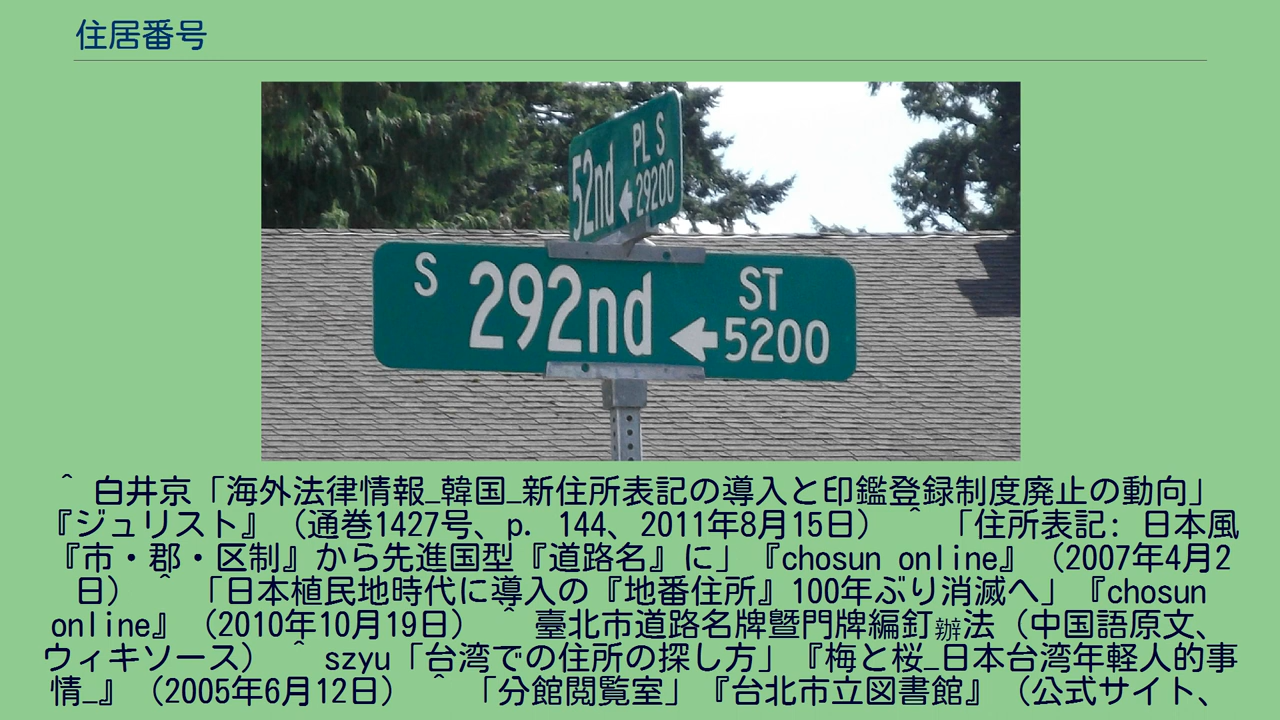 住居番号
52nd PL S
←29200
S 292nd ST
←5200
^ 白井京「海外法律情報_韓国_新住所表記の導入と印鑑登録制度廃止の動向」
『ジュリスト』（通巻1427号、p. 144、2011年8月15日） ^ 「住所表記: 日本風
『市・郡・区制』から先進国型『道路名』に」『chosun online』（2007年4月2
日） ^ 「日本植民地時代に導入の『地番住所』100年ぶり消滅へ」『chosun
online』（2010年10月19日） ^ 臺北市道路名牌曁門牌編釘辦法（中国語原文、
ウィキソース） ^ szyu「台湾での住所の探し方」『梅と桜_日本台湾年軽人的事
情_』（2005年6月12日） ^ 「分館閲覧室」『台北市立図書館』（公式サイト、